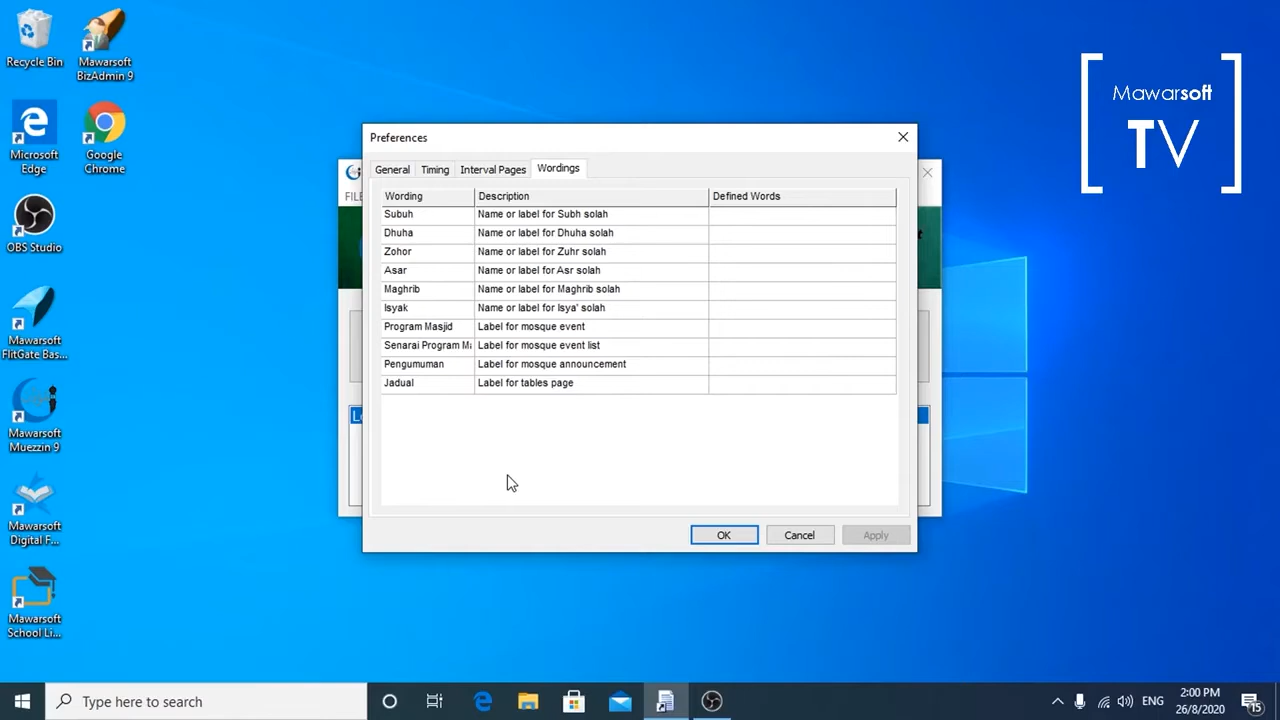 Recycle Bin
Mawarsoft
BizAdmin 9
Microsoft
Edge
Google
Chrome
OBS Studio
Mawarsoft
FlitGate Bas...
Mawarsoft
Muezzin 9
Mawarsoft
Digital F...
Mawarsoft
School Li...
Mawarsoft
TV
FILE
Preferences
General Timing Interval Pages Wordings
Wording Description Defined Words
Subuh Name or label for Subh solah
Dhuha Name or label for Dhuha solah
Zohor Name or label for Zuhr solah
Asar Name or label for Asr solah
Maghrib Name or label for Maghrib solah
Isyak Name or label for Isya' solah
Program Masjid Label for mosque event
Senarai Program Ma Label for mosque event list
Pengumuman Label for mosque announcement
Jadual Label for tables page
OK Cancel Apply
Type here to search
ENG
2:00 PM
26/8/2020
15